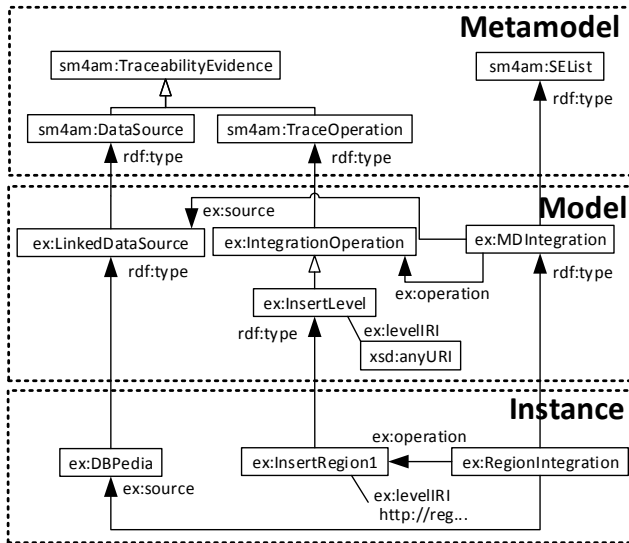 Metamodel
sm4am:TraceabilityEvidence
sm4am:SEList
sm4am:DataSource
sm4am:TraceOperation
rdf:type
rdf:type
rdf:type
Model
ex:source
ex:LinkedDataSource
ex:IntegrationOperation
ex:MDIntegration
rdf:type
rdf:type
ex:operation
ex:InsertLevel
rdf:type
ex:levelIRI
xsd:anyURI
Instance
ex:operation
ex:DBPedia
ex:InsertRegion1
ex:RegionIntegration
ex:source
ex:levelIRI
http://reg...